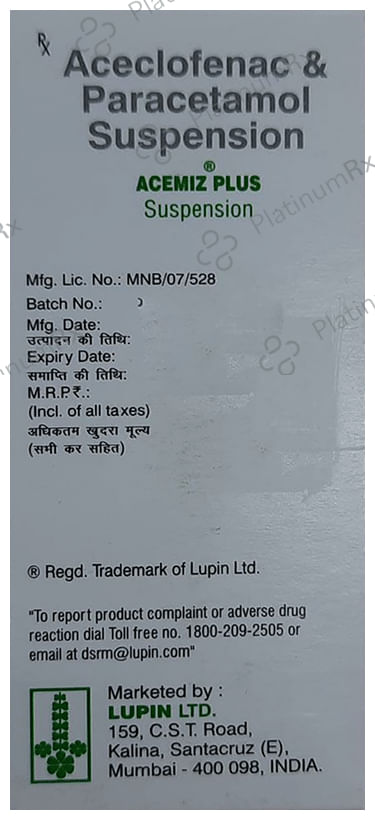 Rx
Aceclofenac &
Paracetamol
Suspension
®
ACEMIZ PLUS
Suspension
Mfg. Lic. No.: MNB/07/528
Batch No.:
Mfg. Date:
उत्पादन की तिथि:
Expiry Date:
समाप्ति की तिथि:
M.R.P.₹.:
(Incl. of all taxes)
अधिकतम खुदरा मूल्य
(सभी कर सहित)
® Regd. Trademark of Lupin Ltd.
"To report product complaint or adverse drug
reaction dial Toll free no. 1800-209-2505 or
email at dsrm@lupin.com"
Marketed by :
LUPIN LTD.
159, C.S.T. Road,
Kalina, Santacruz (E),
Mumbai - 400 098, INDIA.
PlatinumRx
PlatinumRx